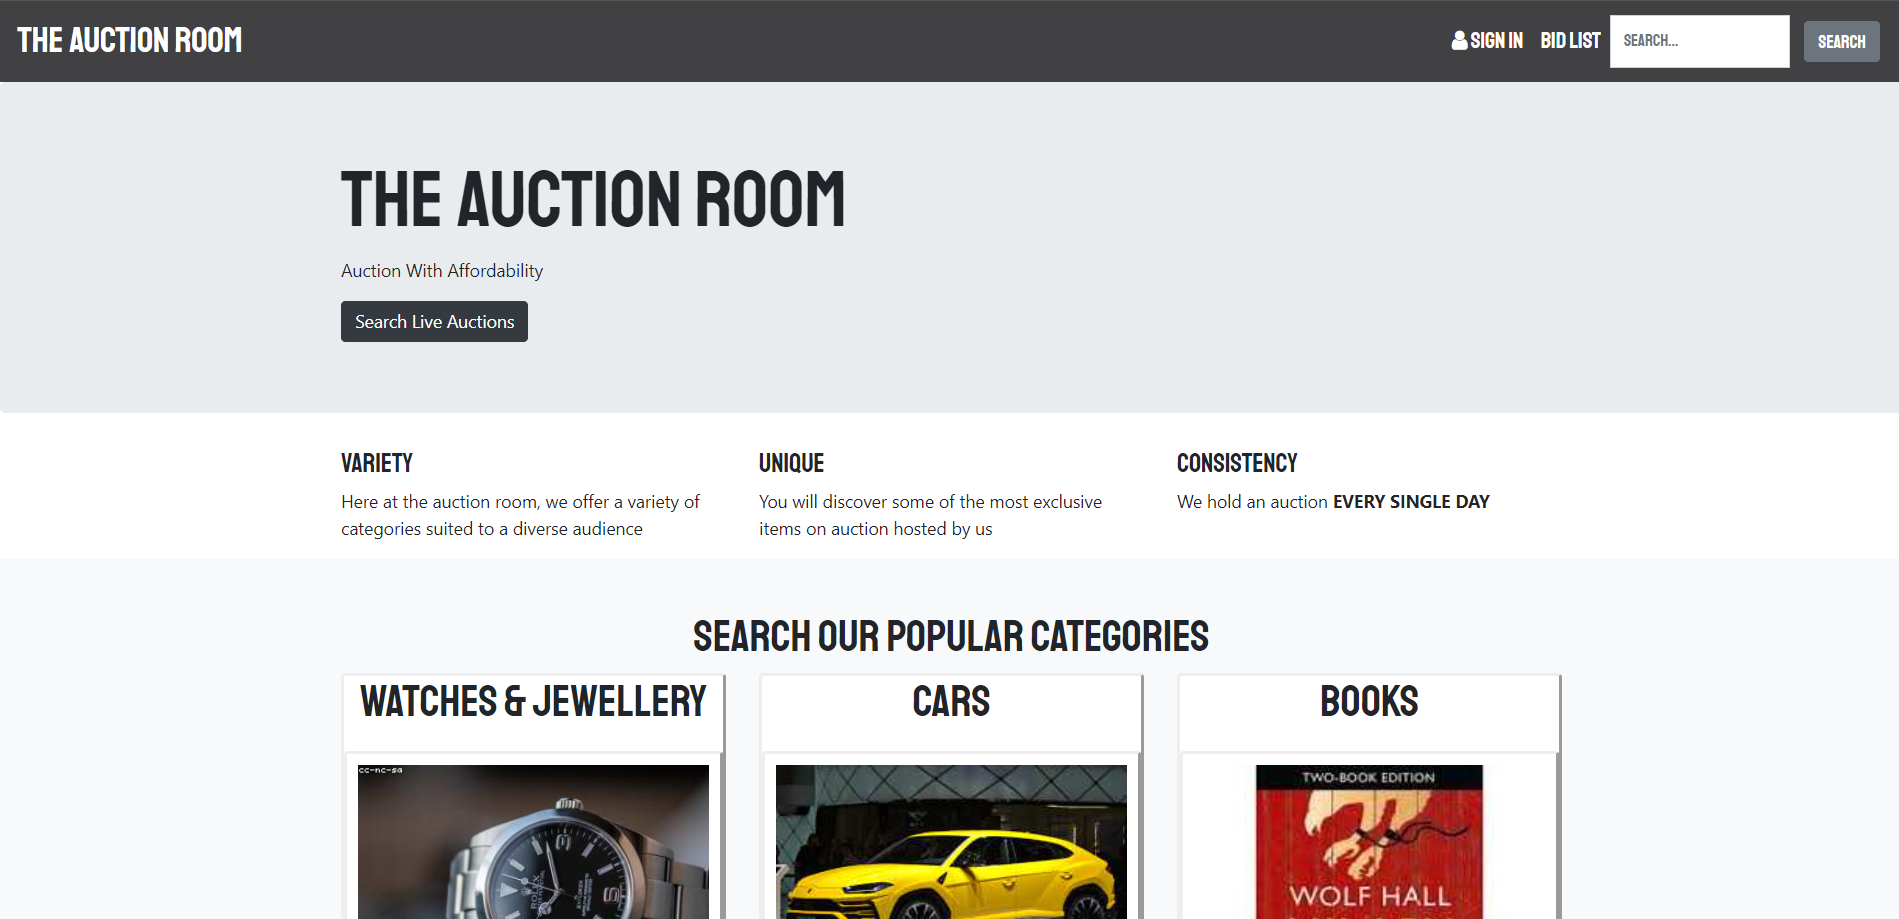 THE AUCTION ROOM
SIGN IN
BID LIST
SEARCH...
SEARCH
THE AUCTION ROOM
Auction With Affordability
Search Live Auctions
VARIETY
Here at the auction room, we offer a variety of
categories suited to a diverse audience
UNIQUE
You will discover some of the most exclusive
items on auction hosted by us
CONSISTENCY
We hold an auction EVERY SINGLE DAY
SEARCH OUR POPULAR CATEGORIES
WATCHES & JEWELLERY
cc-nc-sa
ROLEX
CARS
BOOKS
TWO-BOOK EDITION
WOLF HALL